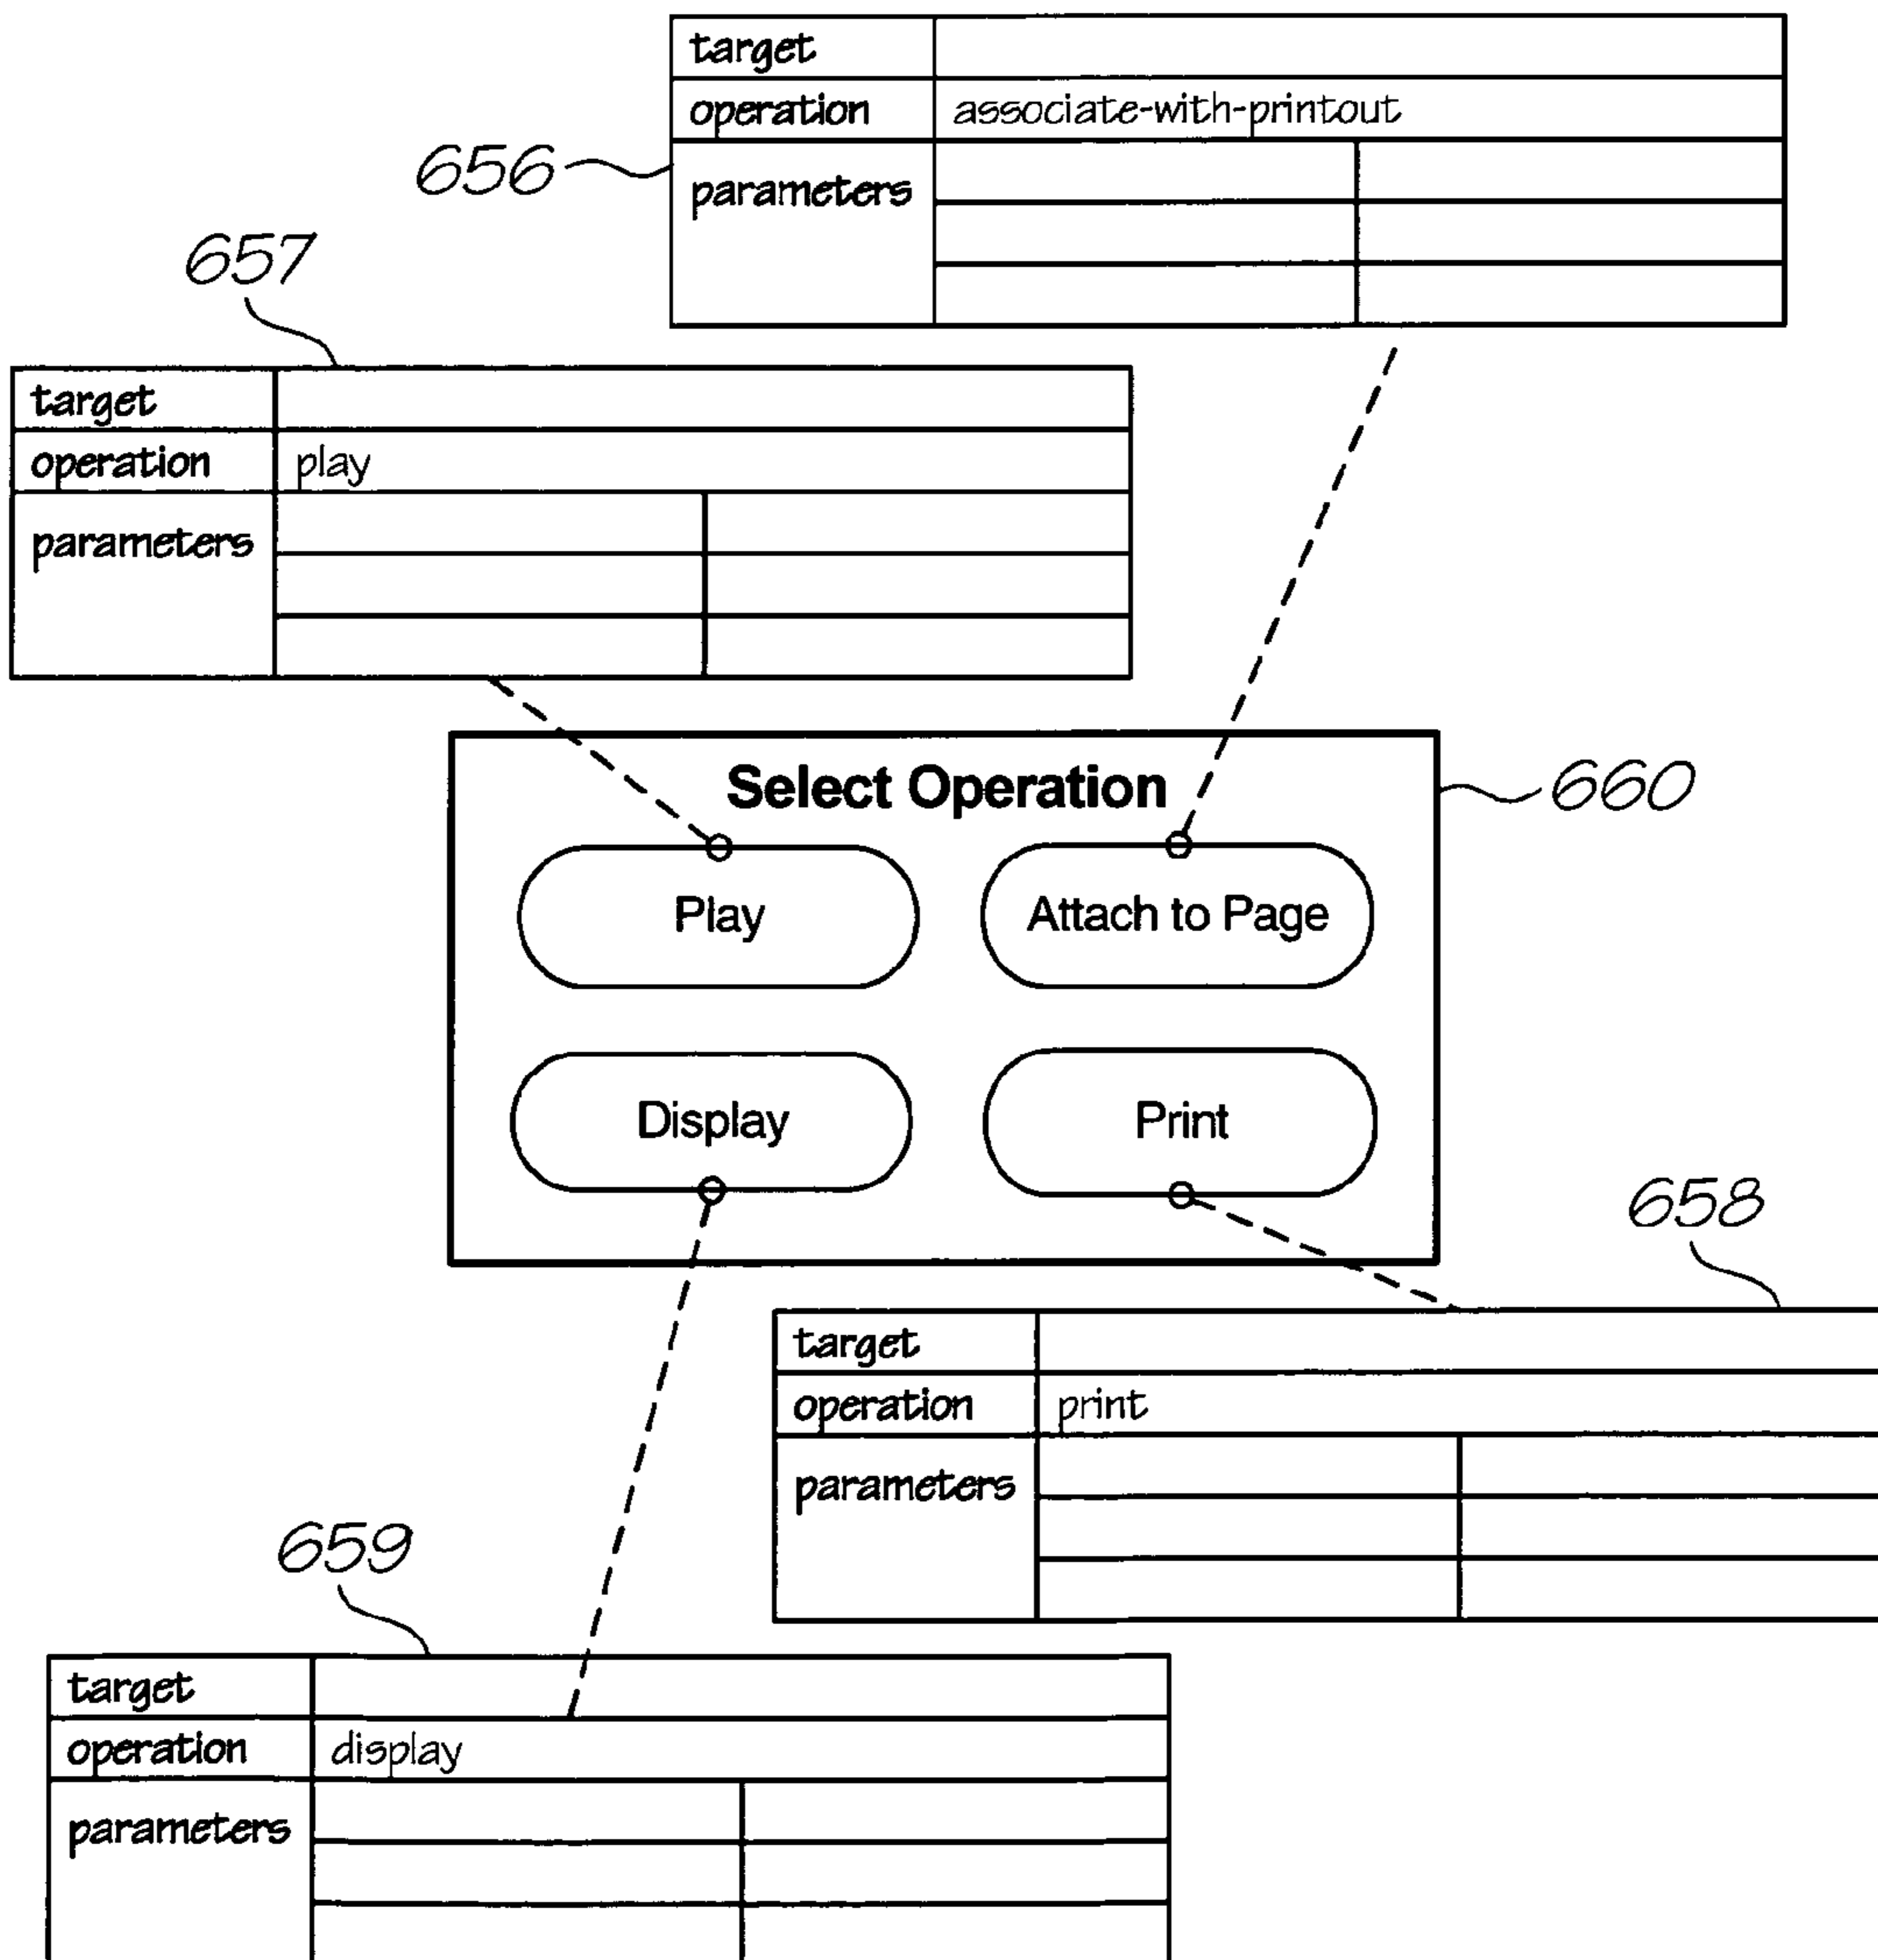 target
operation associate-with-printout
656
parameters
657
target
operation play
parameters
Select Operation
660
Play Attach to Page
Display Print
658
target
operation print
parameters
659
target
operation display
parameters